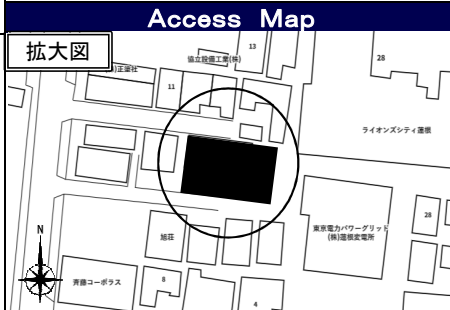 Access Map
拡大図
13
協立設備工業(株)
28
(株)正塗社
11
ライオンズシティ蓮根
28
東京電力パワーグリッド
(株)蓮根変電所
旭荘
N
斉藤コーポラス
8
4